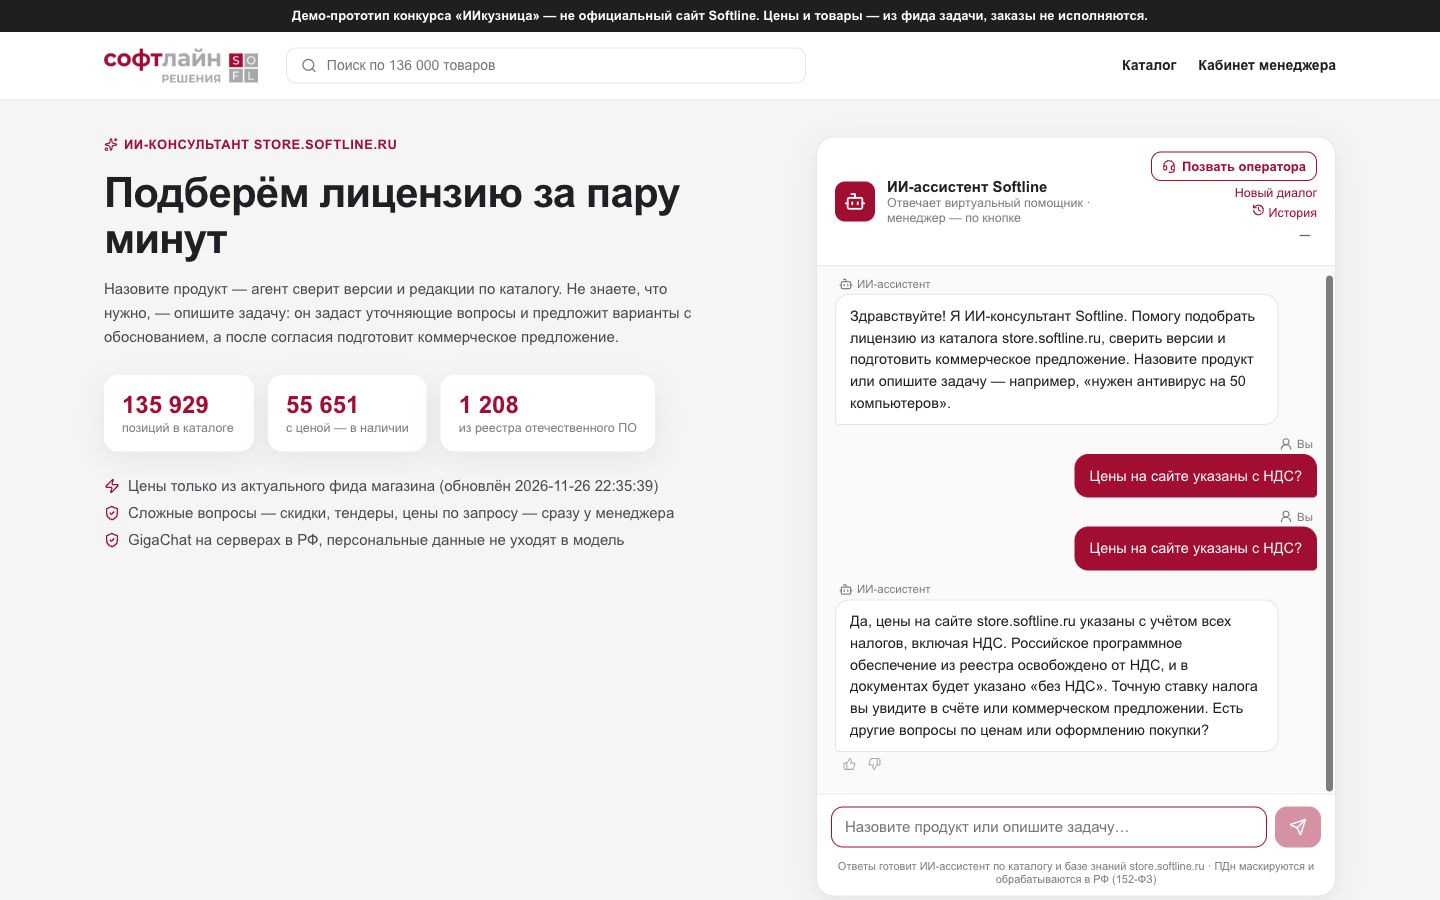 Демо-прототип конкурса «ИИкузница» — не официальный сайт Softline. Цены и товары — из фида задачи, заказы не исполняются.
софтлайн
РЕШЕНИЯ
S O
F L
Поиск по 136 000 товаров
Каталог
Кабинет менеджера
ИИ-КОНСУЛЬТАНТ STORE.SOFTLINE.RU
Подберём лицензию за пару
минут
Назовите продукт — агент сверит версии и редакции по каталогу. Не знаете, что
нужно, — опишите задачу: он задаст уточняющие вопросы и предложит варианты с
обоснованием, а после согласия подготовит коммерческое предложение.
135 929
позиций в каталоге
55 651
с ценой — в наличии
1 208
из реестра отечественного ПО
Цены только из актуального фида магазина (обновлён 2026-11-26 22:35:39)
Сложные вопросы — скидки, тендеры, цены по запросу — сразу у менеджера
GigaChat на серверах в РФ, персональные данные не уходят в модель
ИИ-ассистент Softline
Отвечает виртуальный помощник ·
менеджер — по кнопке
Позвать оператора
Новый диалог
История
—
ИИ-ассистент
Здравствуйте! Я ИИ-консультант Softline. Помогу подобрать
лицензию из каталога store.softline.ru, сверить версии и
подготовить коммерческое предложение. Назовите продукт
или опишите задачу — например, «нужен антивирус на 50
компьютеров».
Вы
Цены на сайте указаны с НДС?
Вы
Цены на сайте указаны с НДС?
ИИ-ассистент
Да, цены на сайте store.softline.ru указаны с учётом всех
налогов, включая НДС. Российское программное
обеспечение из реестра освобождено от НДС, и в
документах будет указано «без НДС». Точную ставку налога
вы увидите в счёте или коммерческом предложении. Есть
другие вопросы по ценам или оформлению покупки?
Назовите продукт или опишите задачу…
Ответы готовит ИИ-ассистент по каталогу и базе знаний store.softline.ru · ПДн маскируются и
обрабатываются в РФ (152-ФЗ)